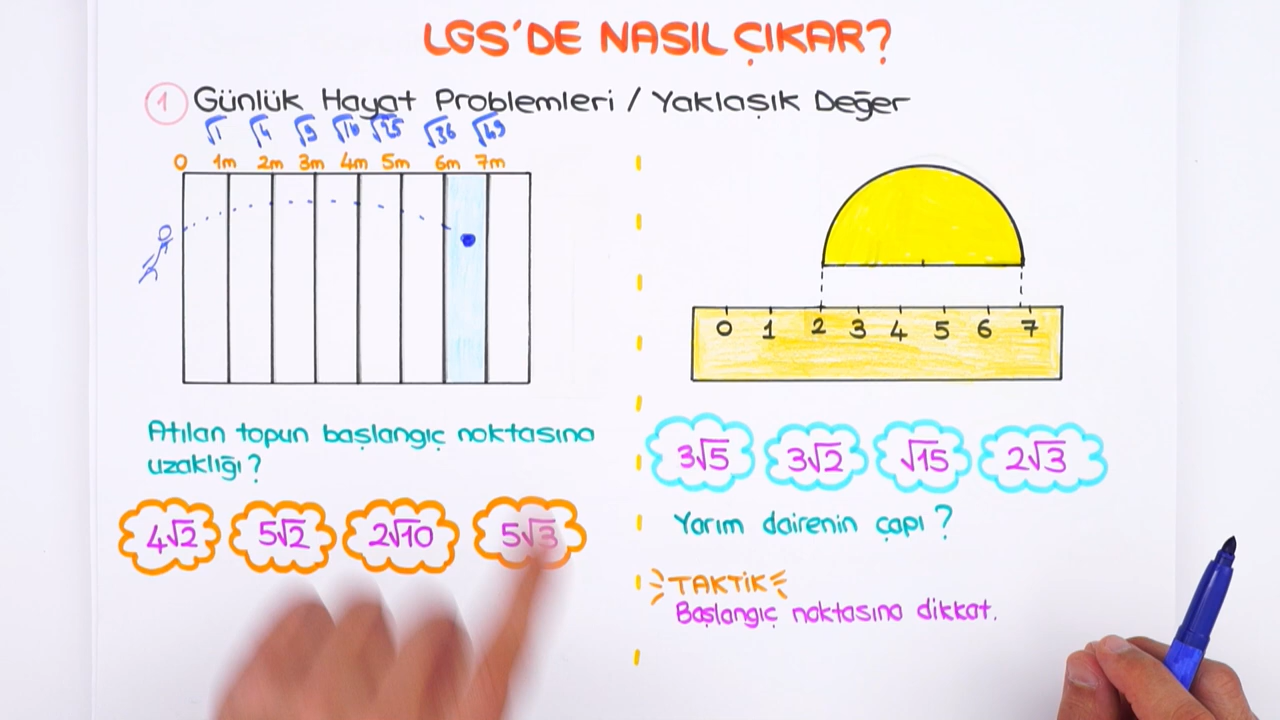 LGS'DE NASIL ÇIKAR?
1 Günlük Hayat Problemleri / Yaklaşık Değer
√1 √4 √9 √16 √25 √36 √49
0 1m 2m 3m 4m 5m 6m 7m
Atılan topun başlangıç noktasına
uzaklığı?
4√2 5√2 2√10 5√3
0 1 2 3 4 5 6 7
3√5 3√2 √15 2√3
Yarım dairenin çapı?
TAKTİK
Başlangıç noktasına dikkat.